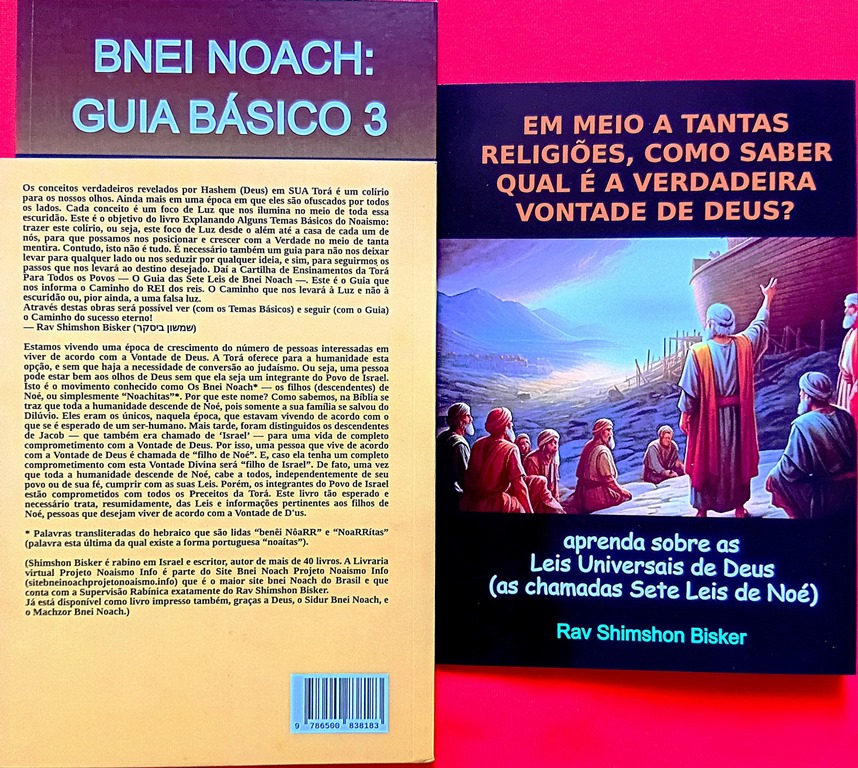 BNEI NOACH:
GUIA BÁSICO 3
Os conceitos verdadeiros revelados por Hashem (Deus) em SUA Torá é um colírio
para os nossos olhos. Ainda mais em uma época em que eles são ofuscados por todos
os lados. Cada conceito é um foco de Luz que nos ilumina no meio de toda essa
escuridão. Este é o objetivo do livro Explanando Alguns Temas Básicos do Noaismo:
trazer este colírio, ou seja, este foco de Luz desde o além até a casa de cada um de
nós, para que possamos nos posicionar e crescer com a Verdade no meio de tanta
mentira. Contudo, isto não é tudo. É necessário também um guia para não nos deixar
levar para qualquer lado ou nos seduzir por qualquer ideia, e sim, para seguirmos os
passos que nos levará ao destino desejado. Daí a Cartilha de Ensinamentos da Torá
Para Todos os Povos — O Guia das Sete Leis de Bnei Noach —. Este é o Guia que
nos informa o Caminho do REI dos reis. O Caminho que nos levará à Luz e não à
escuridão ou, pior ainda, a uma falsa luz.
Através destas obras será possível ver (com os Temas Básicos) e seguir (com o Guia)
o Caminho do sucesso eterno!
— Rav Shimshon Bisker (שמשון ביסקר)
Estamos vivendo uma época de crescimento do número de pessoas interessadas em
viver de acordo com a Vontade de Deus. A Torá oferece para a humanidade esta
opção, e sem que haja a necessidade de conversão ao judaísmo. Ou seja, uma pessoa
pode estar bem aos olhos de Deus sem que ela seja um integrante do Povo de Israel.
Isto é o movimento conhecido como Os Bnei Noach* — os filhos (descendentes) de
Noé, ou simplesmente “Noachitas”*. Por que este nome? Como sabemos, na Bíblia se
traz que toda a humanidade descende de Noé, pois somente a sua família se salvou do
Dilúvio. Eles eram os únicos, naquela época, que estavam vivendo de acordo com o
que se é esperado de um ser-humano. Mais tarde, foram distinguidos os descendentes
de Jacob — que também era chamado de ‘Israel’ — para uma vida de completo
comprometimento com a Vontade de Deus. Por isso, uma pessoa que vive de acordo
com a Vontade de Deus é chamada de “filho de Noé”. E, caso ela tenha um completo
comprometimento com esta Vontade Divina será “filho de Israel”. De fato, uma vez
que toda a humanidade descende de Noé, cabe a todos, independentemente de seu
povo ou de sua fé, cumprir com as suas Leis. Porém, os integrantes do Povo de Israel
estão comprometidos com todos os Preceitos da Torá. Este livro tão esperado e
necessário trata, resumidamente, das Leis e informações pertinentes aos filhos de
Noé, pessoas que desejam viver de acordo com a Vontade de D'us.
* Palavras transliteradas do hebraico que são lidas “benêi NôaRR” e “NoaRRítas”
(palavra esta última da qual existe a forma portuguesa “noaítas”).
(Shimshon Bisker é rabino em Israel e escritor, autor de mais de 40 livros. A Livraria
virtual Projeto Noaismo Info é parte do Site Bnei Noach Projeto Noaismo Info
(sitebneinoachprojetonoaismo.info) que é o maior site bnei Noach do Brasil e que
conta com a Supervisão Rabínica exatamente do Rav Shimshon Bisker.
Já está disponível como livro impresso também, graças a Deus, o Sidur Bnei Noach, e
o Machzor Bnei Noach.)
9 786500 838183
EM MEIO A TANTAS
RELIGIÕES, COMO SABER
QUAL É A VERDADEIRA
VONTADE DE DEUS?
aprenda sobre as
Leis Universais de Deus
(as chamadas Sete Leis de Noé)
Rav Shimshon Bisker